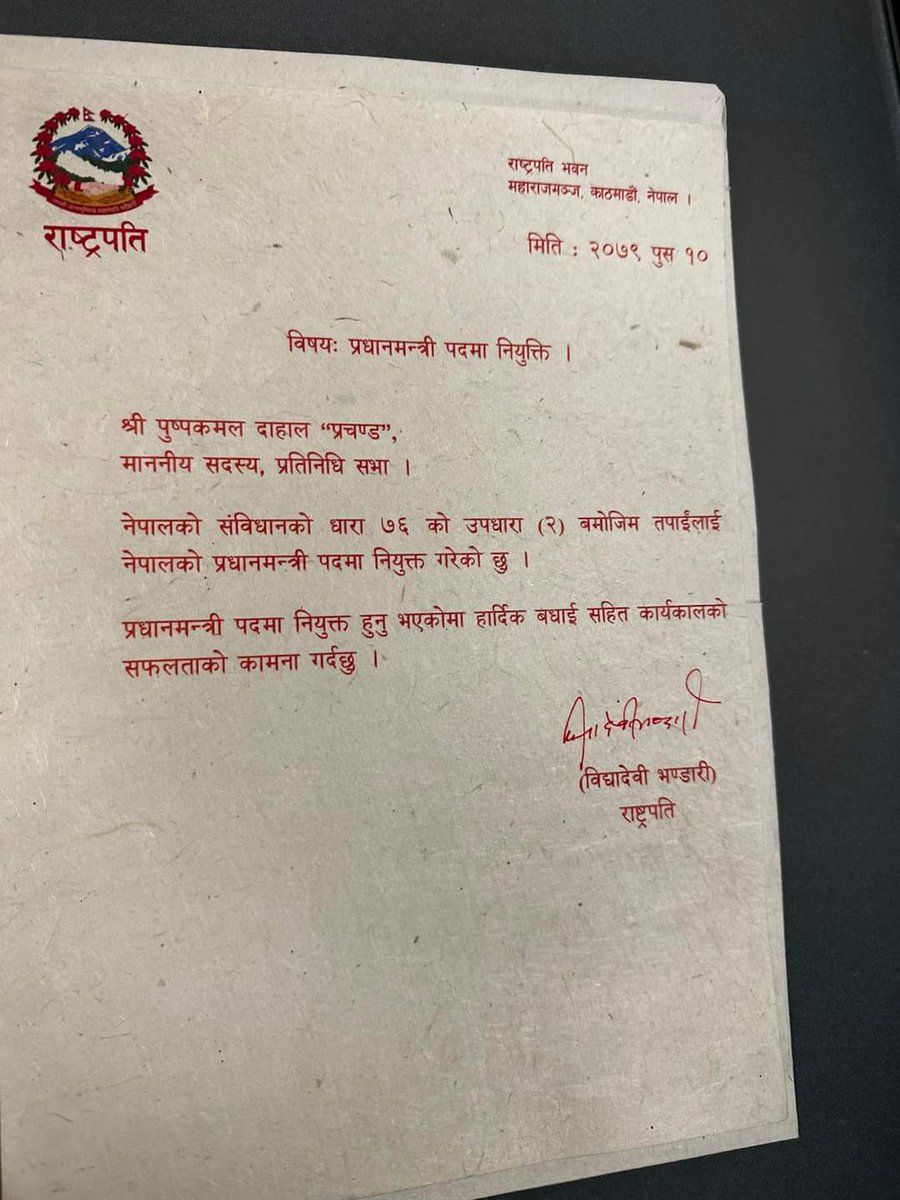 राष्ट्रपति
राष्ट्रपति भवन
महाराजगञ्ज, काठमाडौं, नेपाल ।
मिति : २०७९ पुस १०
विषयः प्रधानमन्त्री पदमा नियुक्ति ।
श्री पुष्पकमल दाहाल “प्रचण्ड”,
माननीय सदस्य, प्रतिनिधि सभा ।
नेपालको संविधानको धारा ७६ को उपधारा (२) बमोजिम तपाईंलाई
नेपालको प्रधानमन्त्री पदमा नियुक्त गरेको छु ।
प्रधानमन्त्री पदमा नियुक्त हुनु भएकोमा हार्दिक बधाई सहित कार्यकालको
सफलताको कामना गर्दछु ।
(विद्यादेवी भण्डारी)
राष्ट्रपति